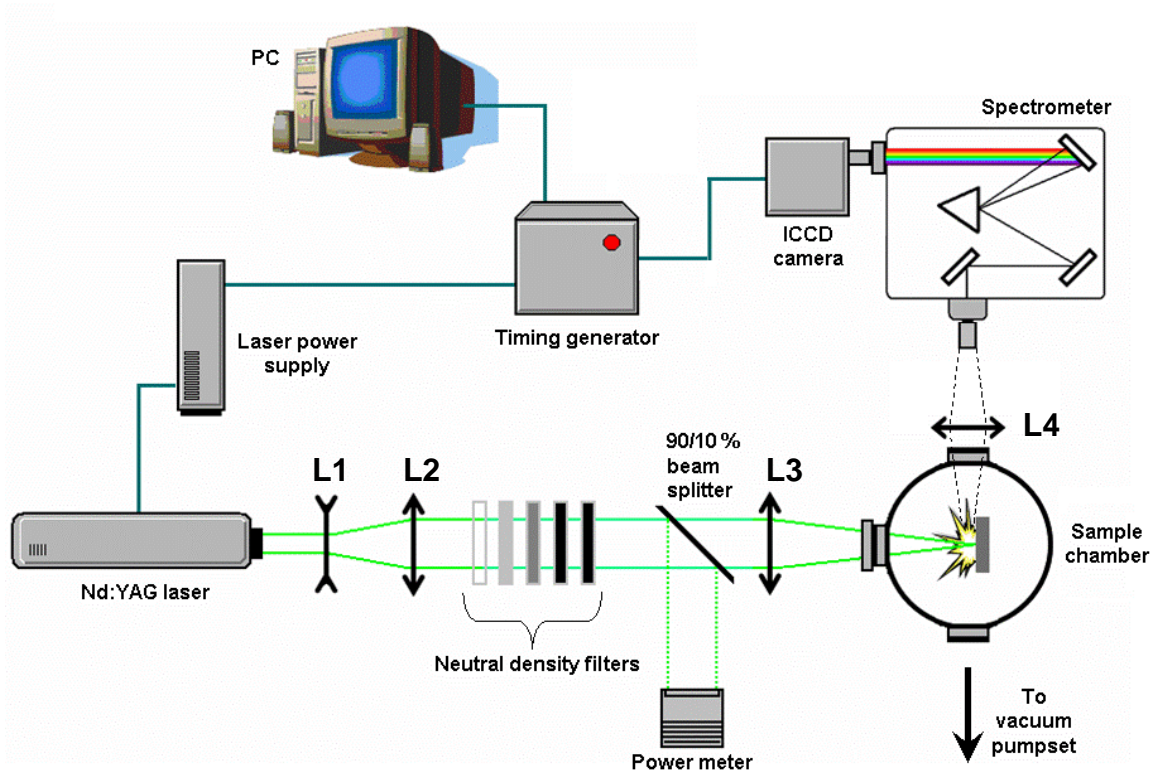 PC
Spectrometer
ICCD
camera
Timing generator
Laser power
supply
L4
90/10 %
beam
splitter
L1
L2
L3
Sample
chamber
Nd:YAG laser
Neutral density filters
To
vacuum
pumpset
Power meter